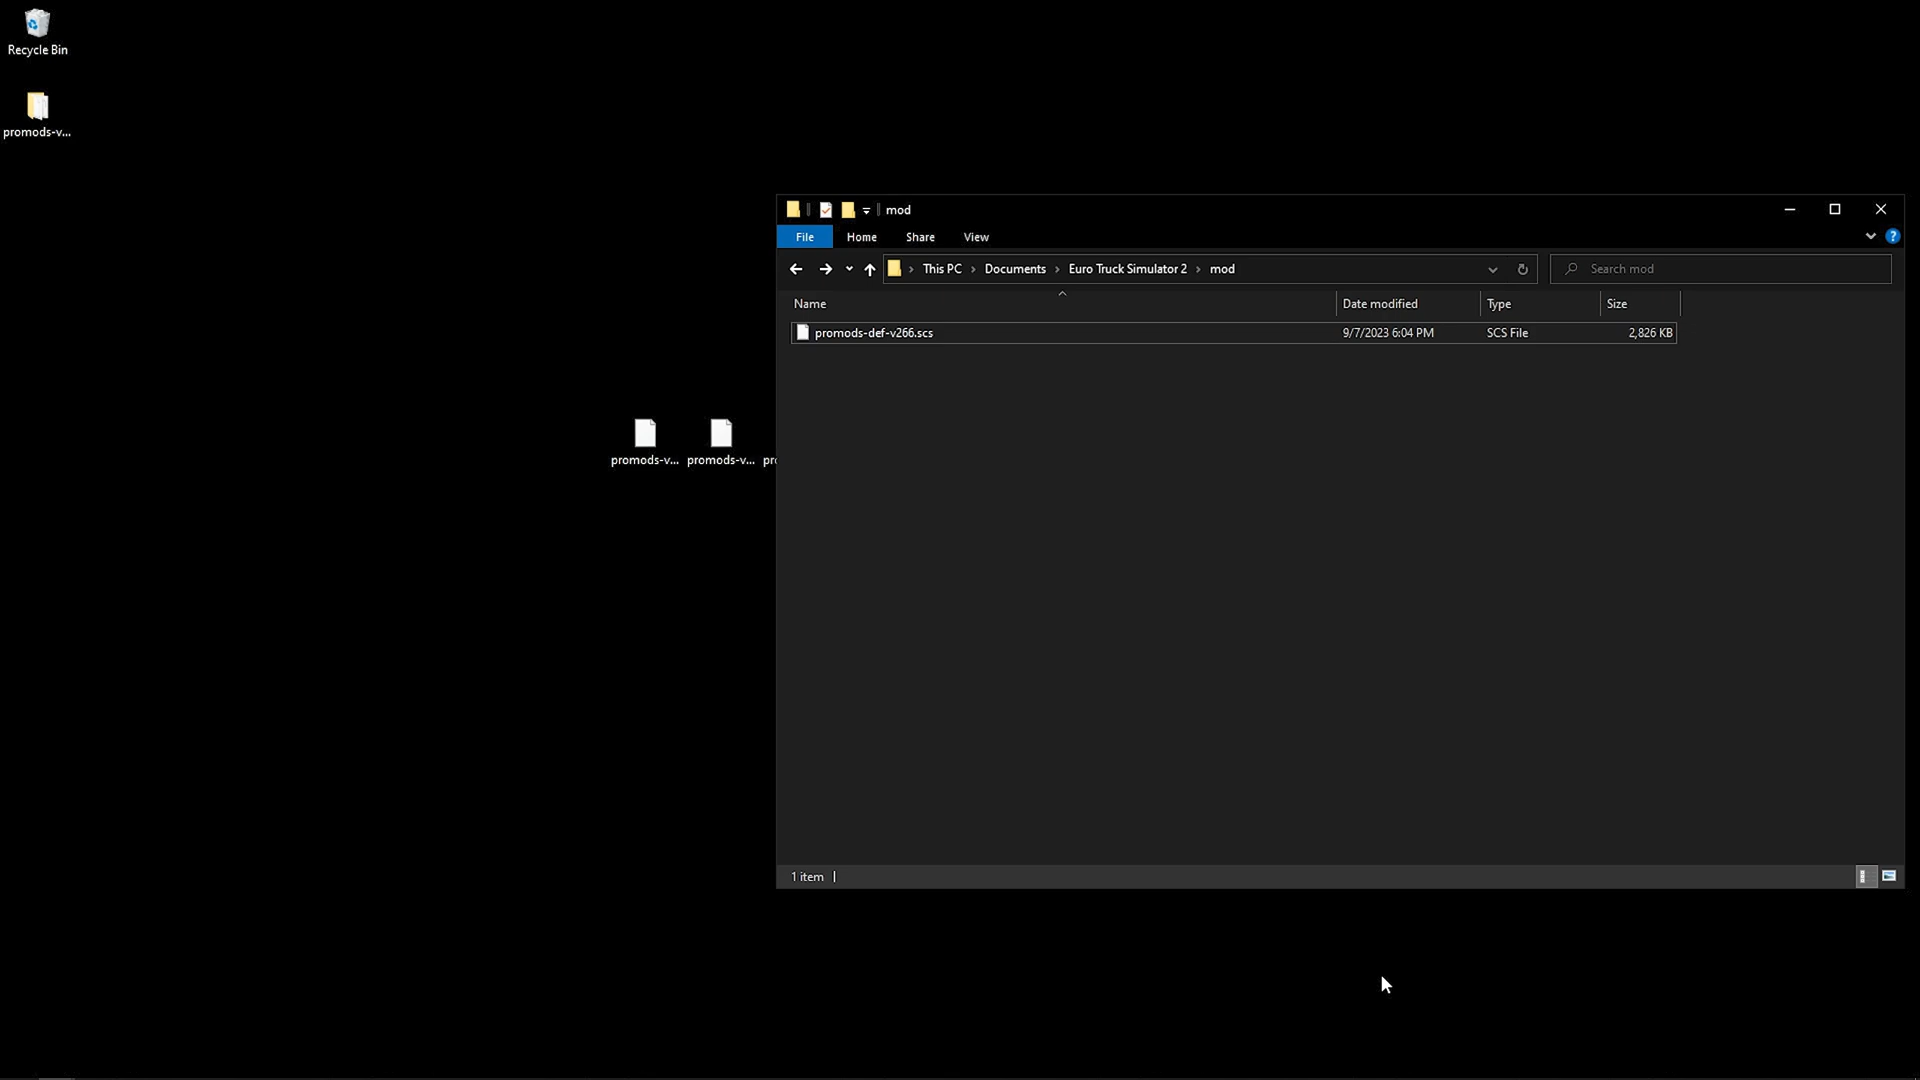 Recycle Bin
promods-v...
mod
File Home Share View
This PC > Documents > Euro Truck Simulator 2 > mod
Search mod
Name Date modified Type Size
promods-def-v266.scs 9/7/2023 6:04 PM SCS File 2,826 KB
promods-v... promods-v... pro
1 item